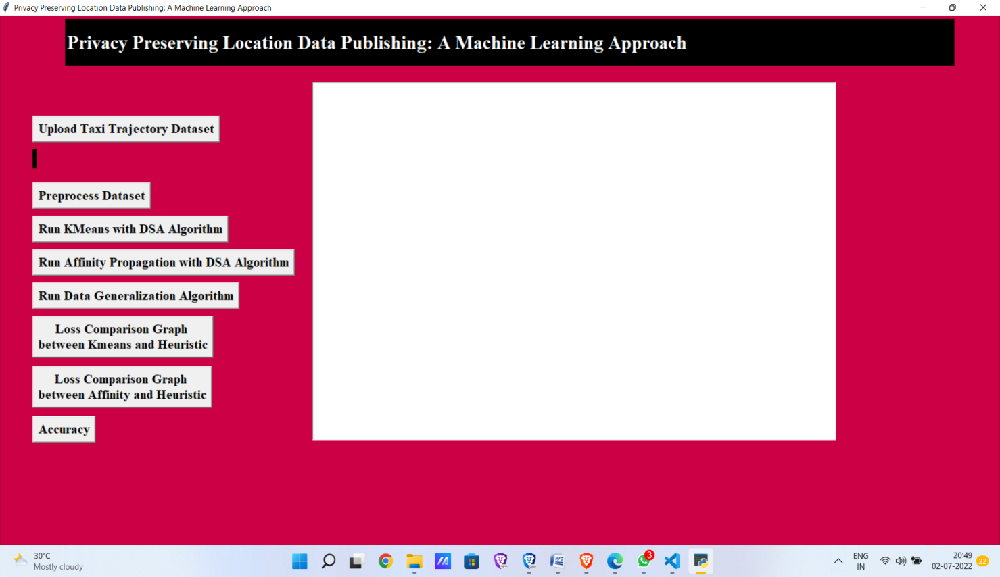 Privacy Preserving Location Data Publishing: A Machine Learning Approach
Privacy Preserving Location Data Publishing: A Machine Learning Approach
Upload Taxi Trajectory Dataset
Preprocess Dataset
Run KMeans with DSA Algorithm
Run Affinity Propagation with DSA Algorithm
Run Data Generalization Algorithm
Loss Comparison Graph
between Kmeans and Heuristic
Loss Comparison Graph
between Affinity and Heuristic
Accuracy
30°C
Mostly cloudy
3
ENG
IN
20:49
02-07-2022
22